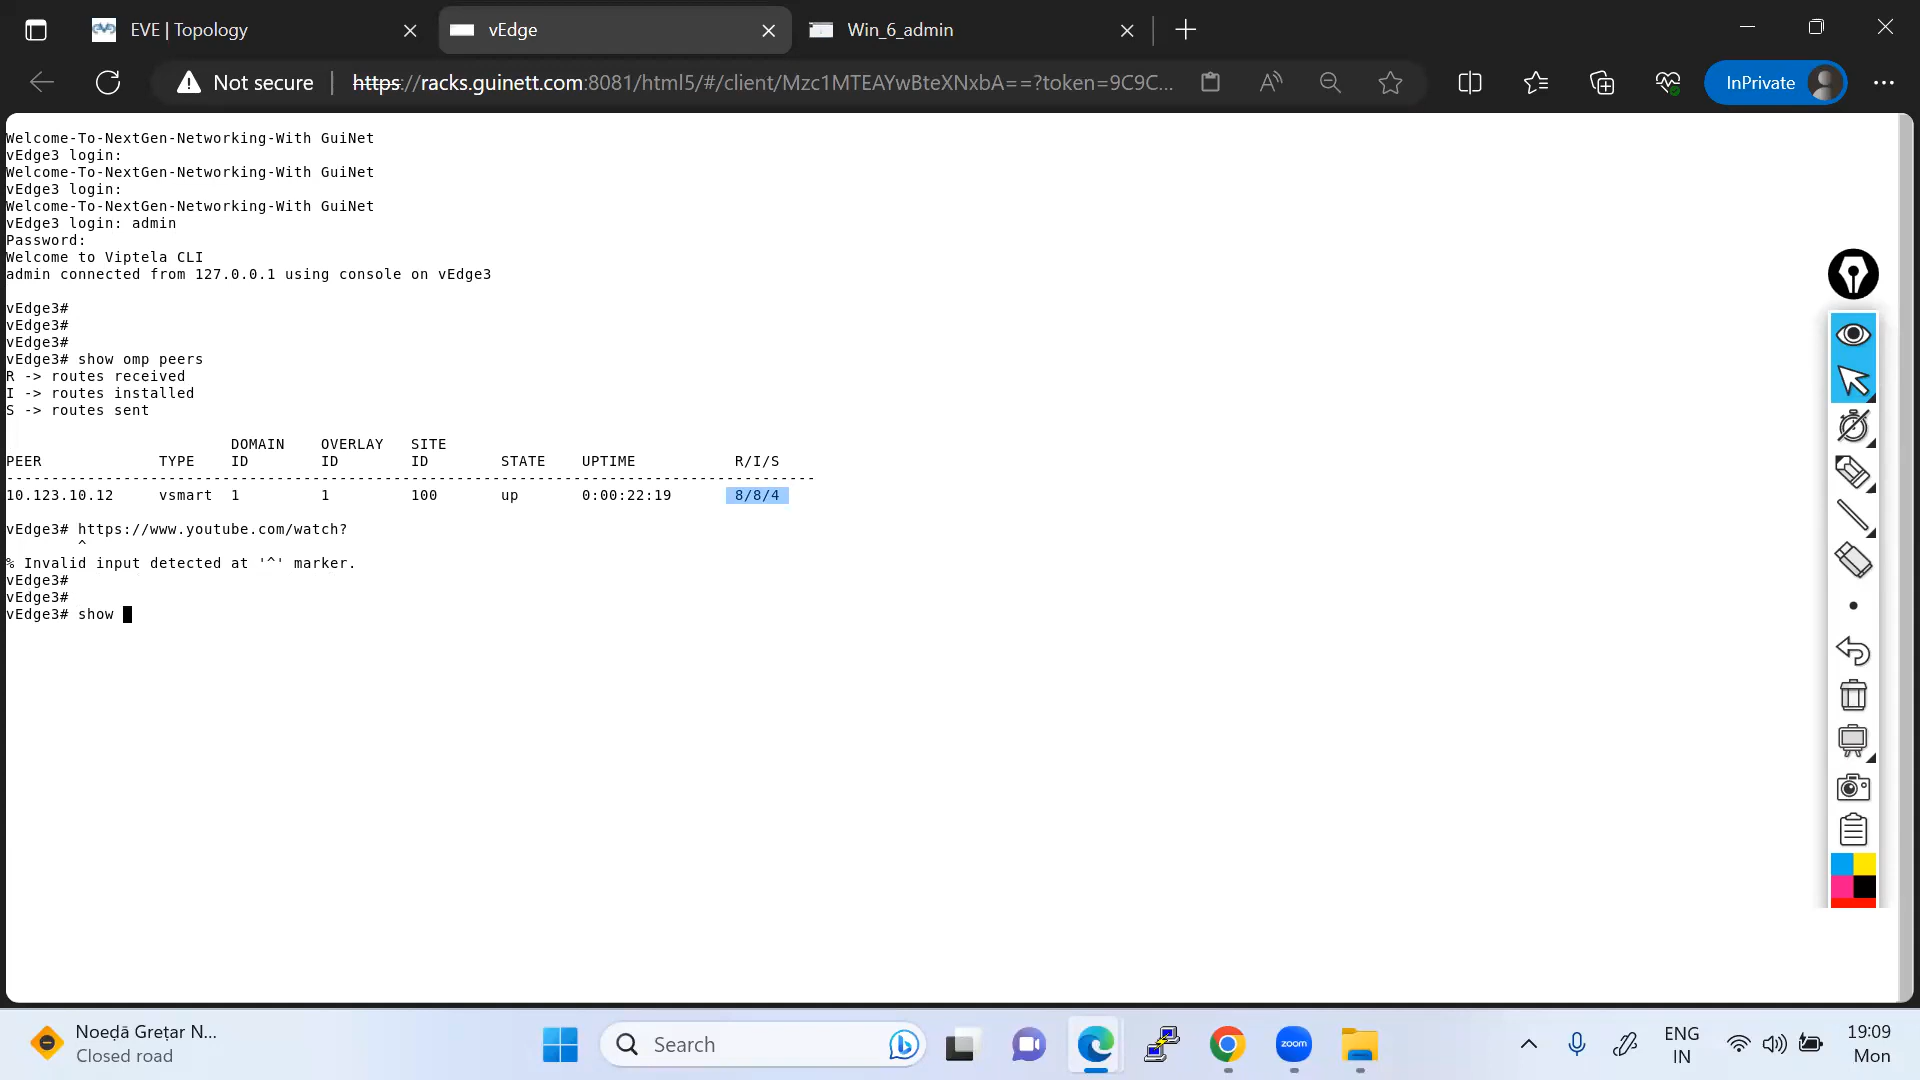 EVE | Topology
vEdge
Win_6_admin
Not secure
https://racks.guinett.com:8081/html5/#/client/Mzc1MTEAYwBteXNxbA==?token=9C9C...
InPrivate
Welcome-To-NextGen-Networking-With GuiNet
vEdge3 login:
Welcome-To-NextGen-Networking-With GuiNet
vEdge3 login:
Welcome-To-NextGen-Networking-With GuiNet
vEdge3 login: admin
Password:
Welcome to Viptela CLI
admin connected from 127.0.0.1 using console on vEdge3
vEdge3#
vEdge3#
vEdge3#
vEdge3# show omp peers
R -> routes received
I -> routes installed
S -> routes sent
DOMAIN OVERLAY SITE
PEER TYPE ID ID ID STATE UPTIME R/I/S
------------------------------------------------------------------------------------------
10.123.10.12 vsmart 1 1 100 up 0:00:22:19 8/8/4
vEdge3# https://www.youtube.com/watch?
^
% Invalid input detected at '^' marker.
vEdge3#
vEdge3#
vEdge3# show
Noeḍā Greṭar N...
Closed road
Search
zoom
ENG
IN
19:09
Mon